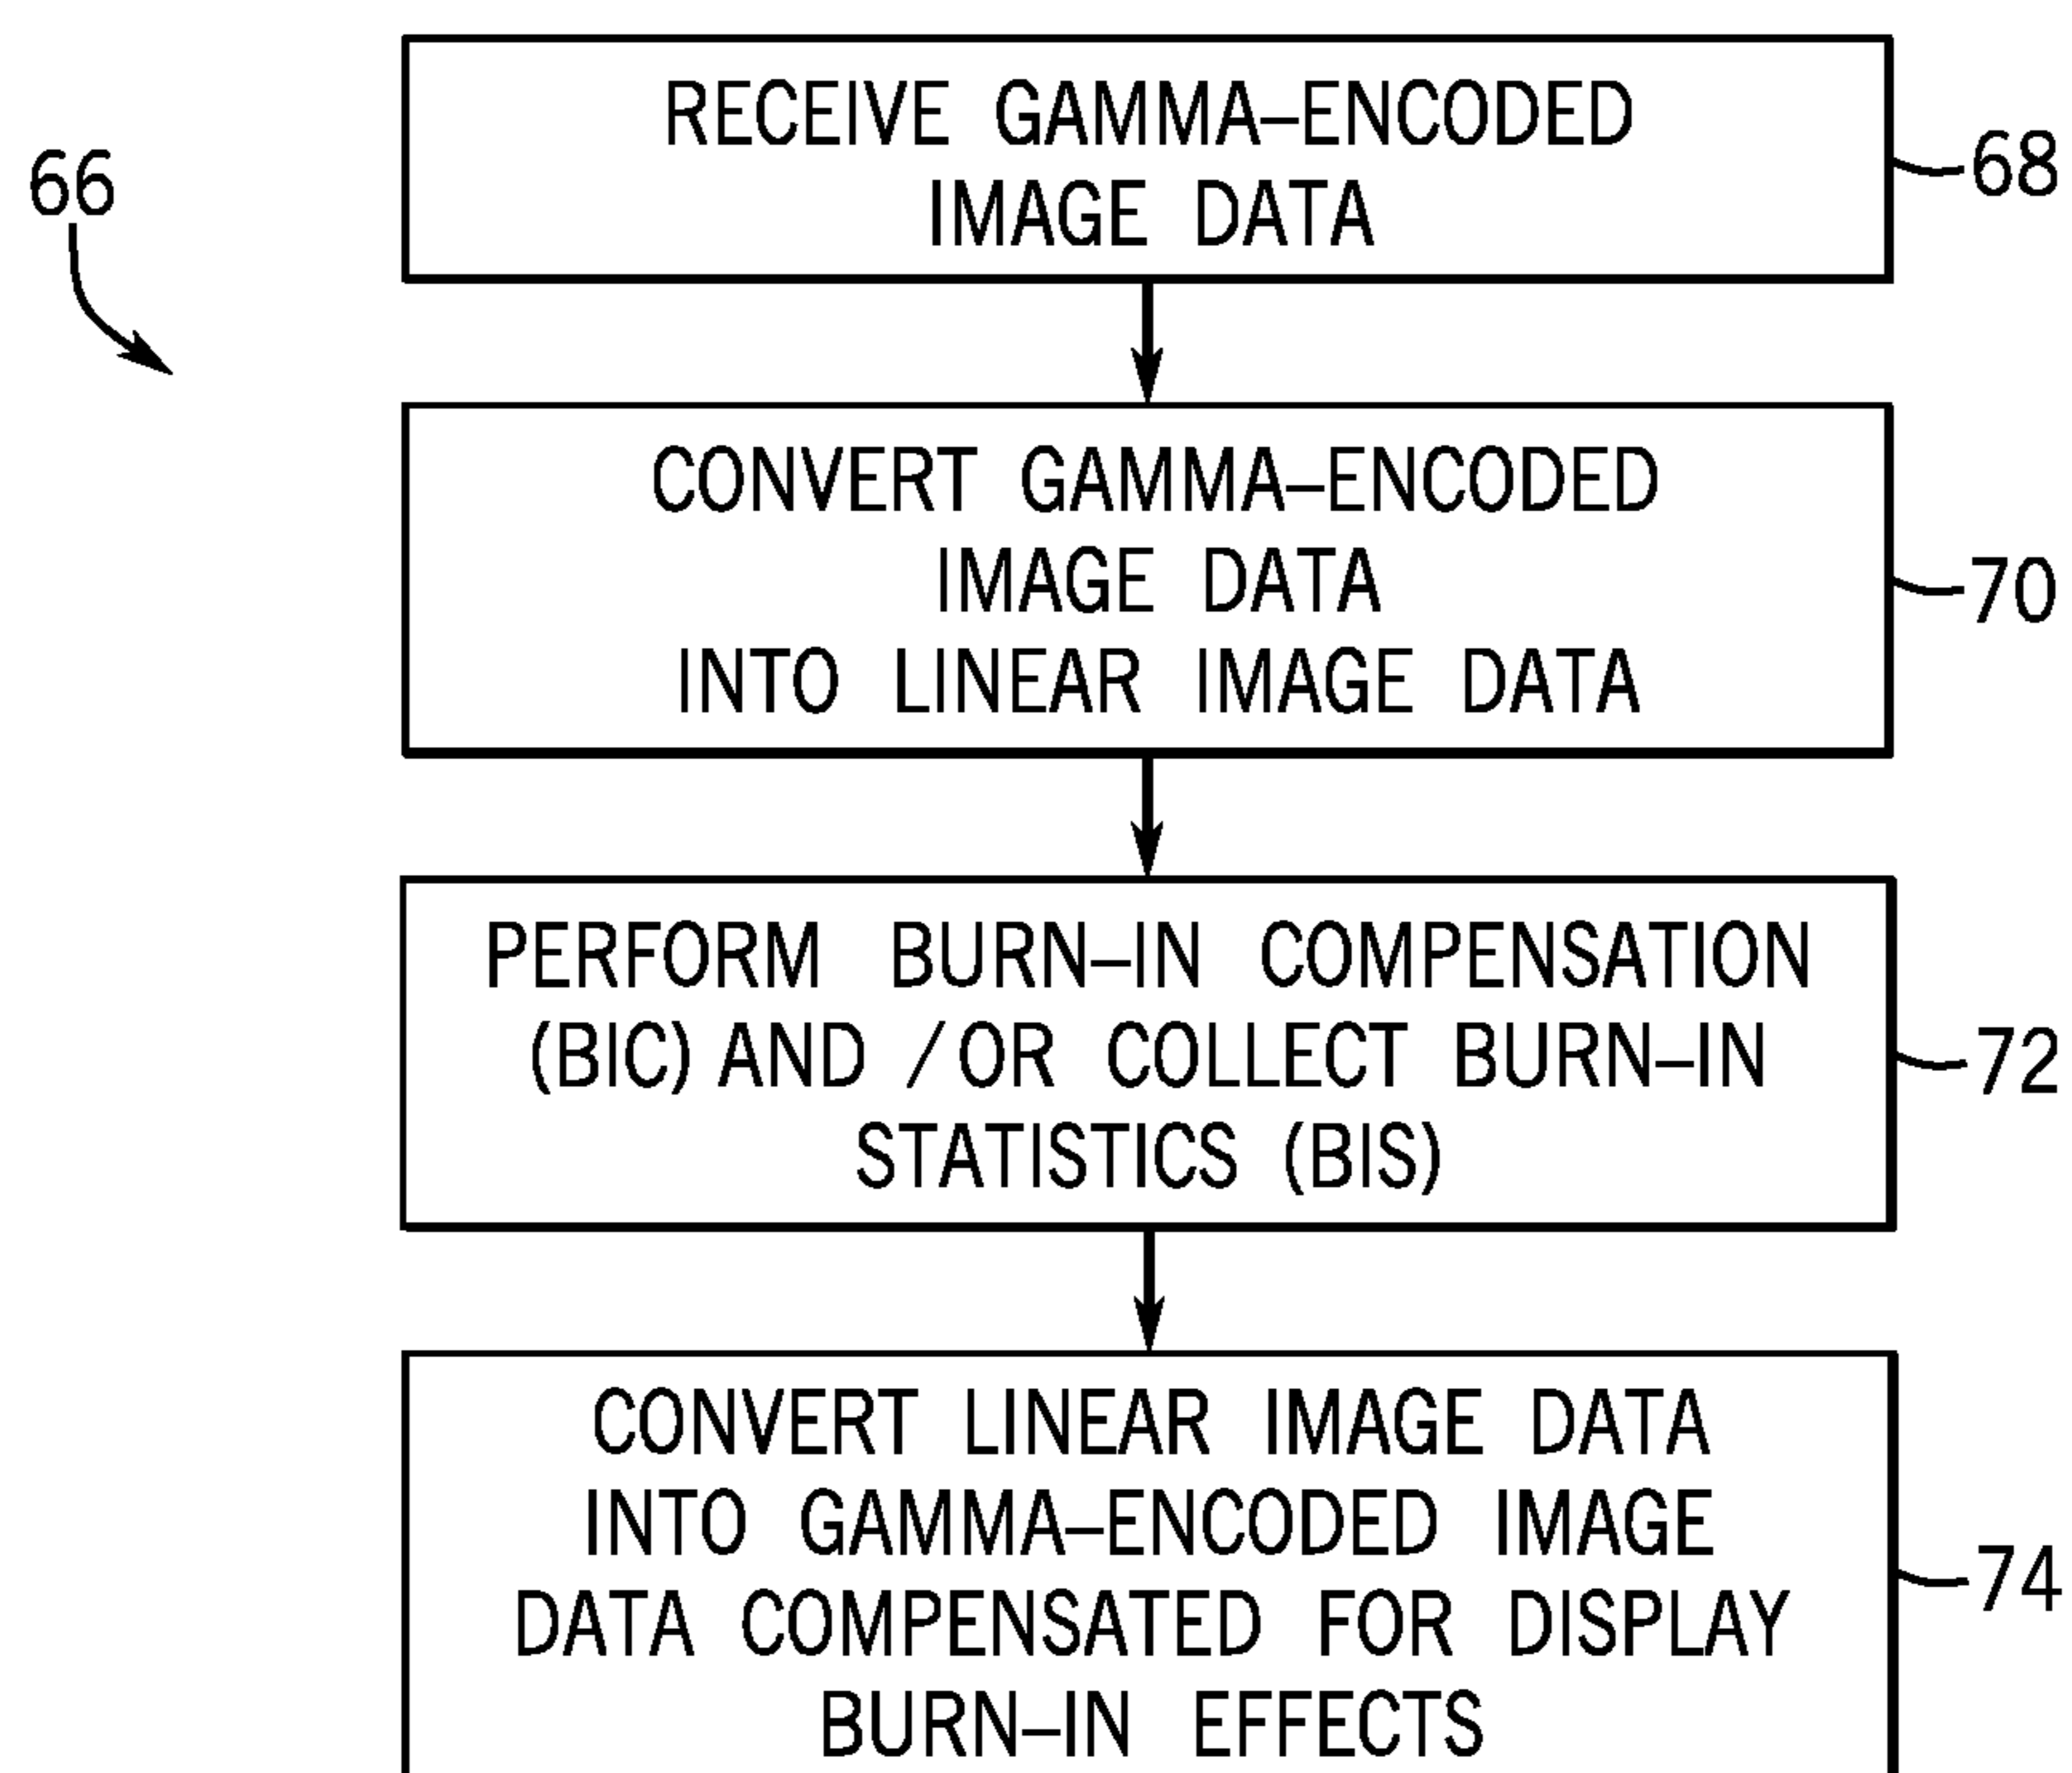 66
RECEIVE GAMMA–ENCODED
IMAGE DATA
68
CONVERT GAMMA–ENCODED
IMAGE DATA
INTO LINEAR IMAGE DATA
70
PERFORM BURN–IN COMPENSATION
(BIC) AND /OR COLLECT BURN–IN
STATISTICS (BIS)
72
CONVERT LINEAR IMAGE DATA
INTO GAMMA–ENCODED IMAGE
DATA COMPENSATED FOR DISPLAY
BURN–IN EFFECTS
74